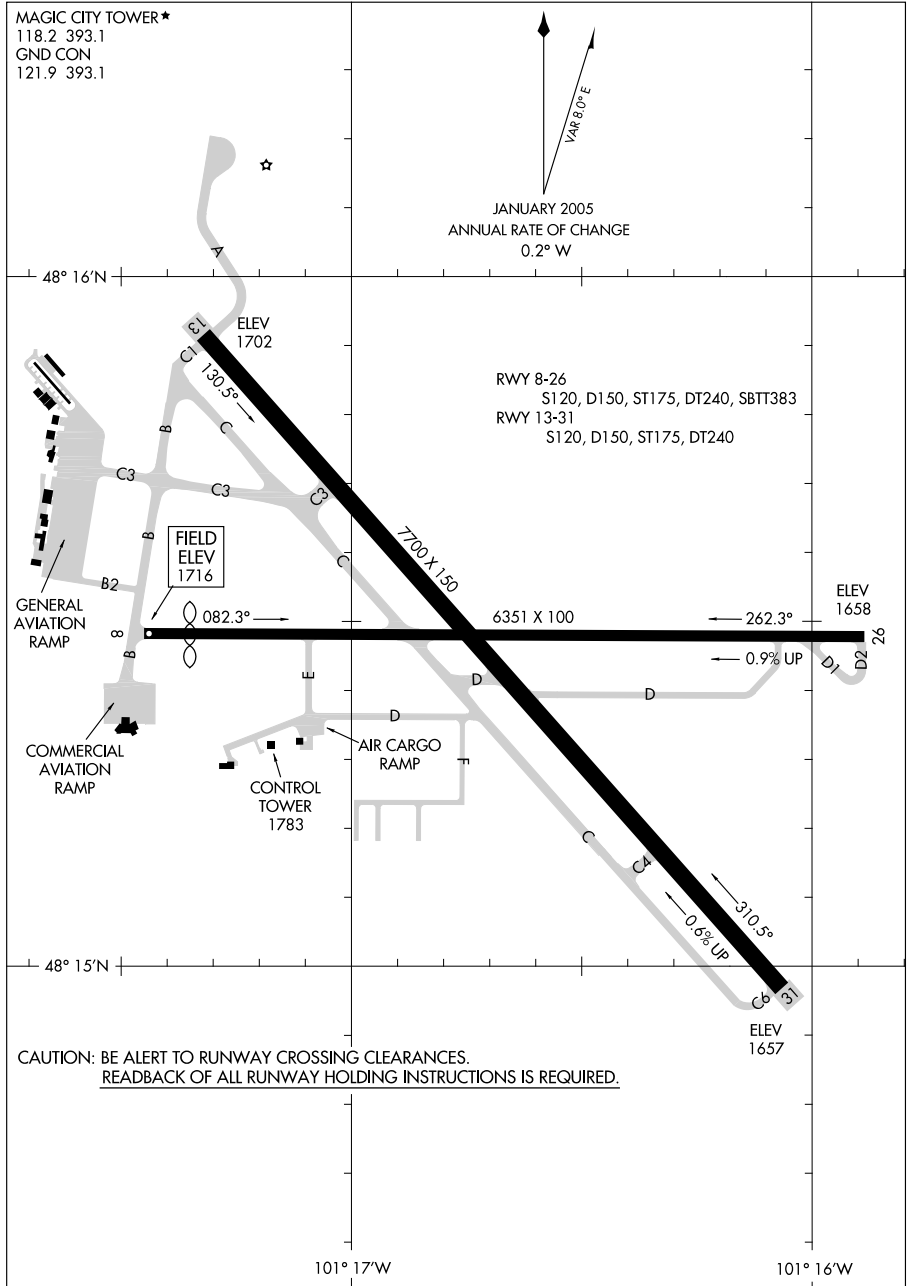 MAGIC CITY TOWER★
118.2 393.1
GND CON
121.9 393.1
VAR 8.0° E
JANUARY 2005
ANNUAL RATE OF CHANGE
0.2° W
A
48° 16'N
13
ELEV
1702
C1
130.5°
RWY 8-26
S120, D150, ST175, DT240, SBTT383
RWY 13-31
S120, D150, ST175, DT240
B
C
C3
C3
C3
7700 X 150
B
FIELD
ELEV
1716
C
B2
GENERAL
AVIATION
RAMP
ELEV
1658
8
082.3°
6351 X 100
262.3°
26
B
0.9% UP
D1
D2
E
D
D
D
COMMERCIAL
AVIATION
RAMP
AIR CARGO
RAMP
F
CONTROL
TOWER
1783
C
C4
310.5°
0.6% UP
48° 15'N
C6
31
ELEV
1657
CAUTION: BE ALERT TO RUNWAY CROSSING CLEARANCES.
READBACK OF ALL RUNWAY HOLDING INSTRUCTIONS IS REQUIRED.
101° 17'W
101° 16'W